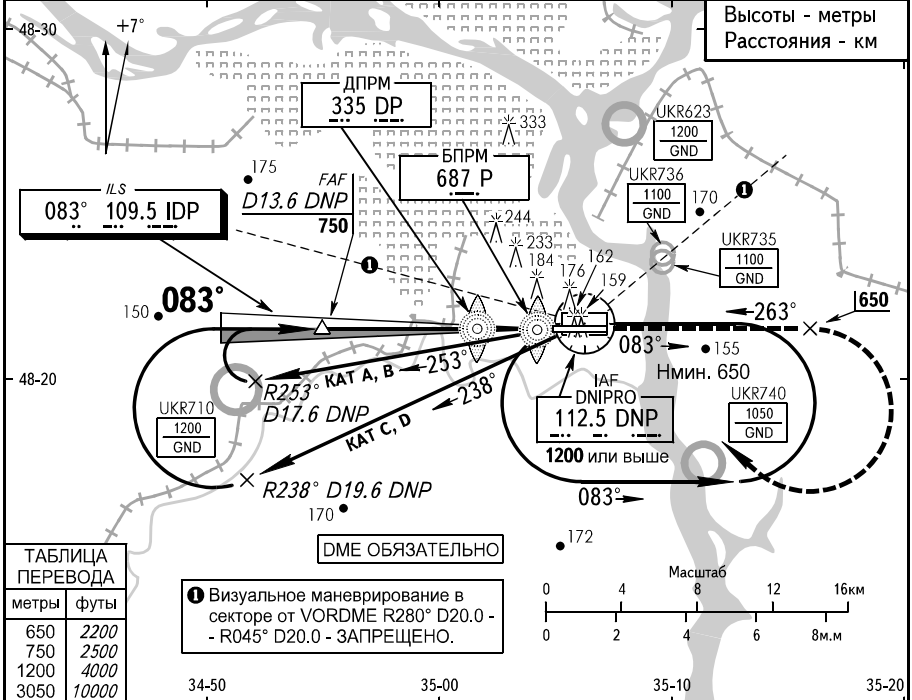 48-30
+7°
Высоты - метры
Расстояния - км
ДПРМ
335 DP
333
БПРМ
687 P
UKR623
1200
GND
UKR736
1100
GND
170
❶
175
FAF
D13.6 DNP
750
ILS
083° 109.5 IDP
244
233
184
176
162
159
UKR735
1100
GND
❶
150
083°
263°
650
083°
155
Нмин. 650
48-20
КАТ A, B
253°
R253°
D17.6 DNP
238°
КАТ C, D
IAF
DNIPRO
112.5 DNP
1200 или выше
UKR740
1050
GND
UKR710
1200
GND
R238° D19.6 DNP
170
083°
172
DME ОБЯЗАТЕЛЬНО
ТАБЛИЦА
ПЕРЕВОДА
метры футы
650 2200
750 2500
1200 4000
3050 10000
❶ Визуальное маневрирование в
секторе от VORDME R280° D20.0 -
- R045° D20.0 - ЗАПРЕЩЕНО.
Масштаб
0 4 8 12 16км
0 2 4 6 8м.м
34-50
35-00
35-10
35-20